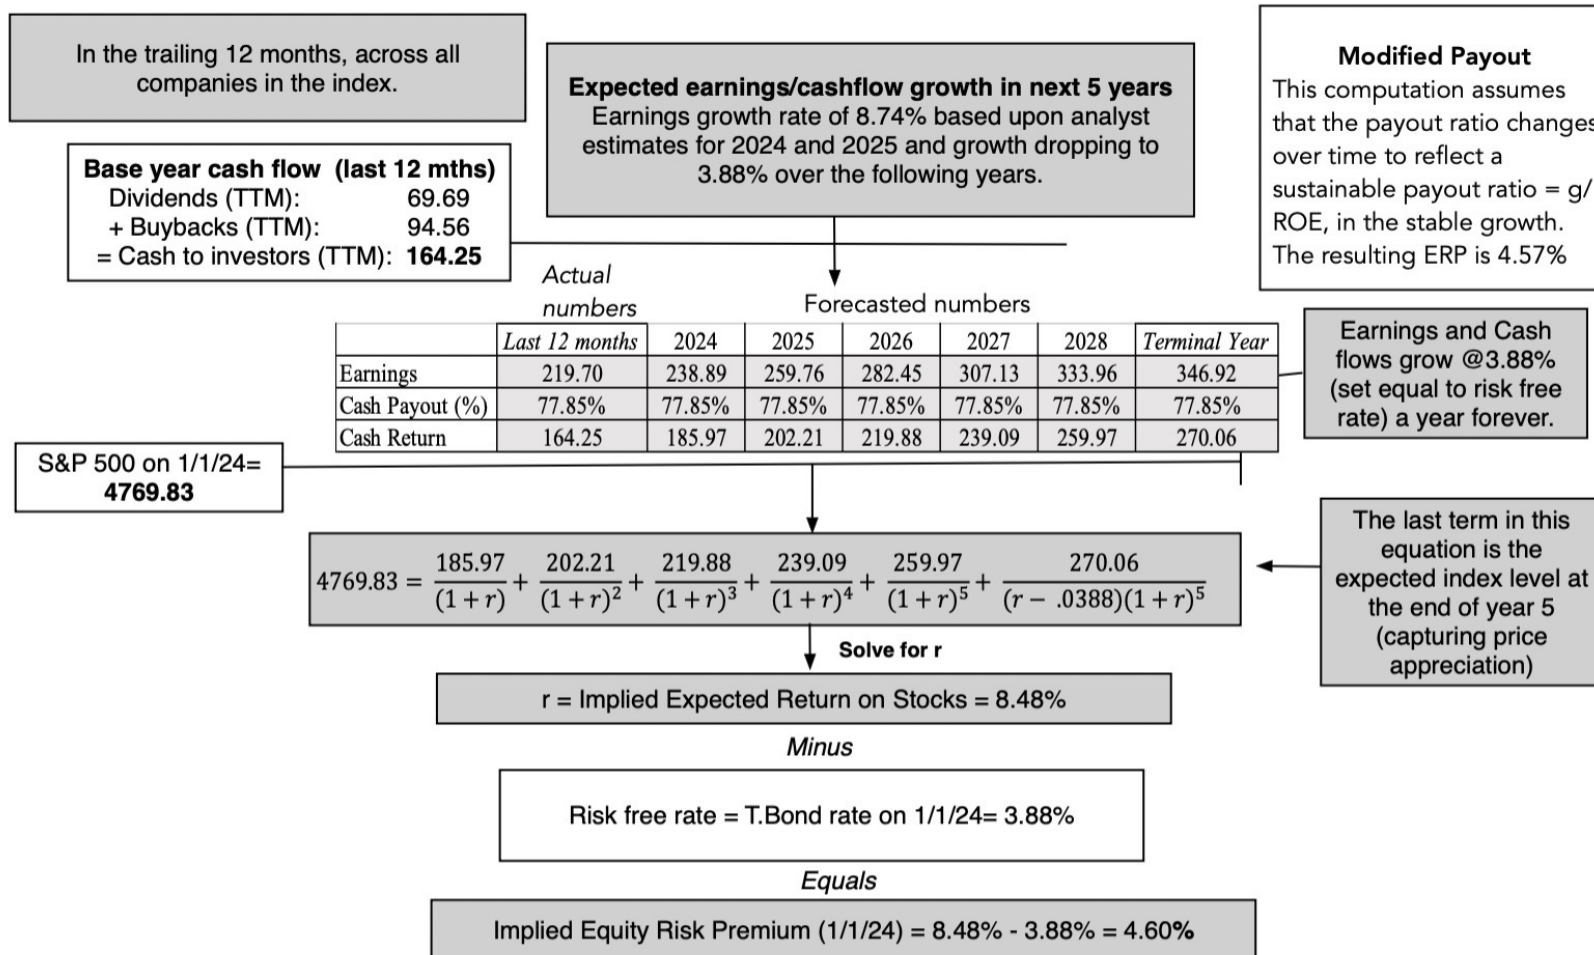 In the trailing 12 months, across all
companies in the index.
Expected earnings/cashflow growth in next 5 years
Earnings growth rate of 8.74% based upon analyst
estimates for 2024 and 2025 and growth dropping to
3.88% over the following years.
Modified Payout
This computation assumes
that the payout ratio changes
over time to reflect a
sustainable payout ratio = g/
ROE, in the stable growth.
The resulting ERP is 4.57%
Base year cash flow (last 12 mths)
Dividends (TTM): 69.69
+ Buybacks (TTM): 94.56
= Cash to investors (TTM): 164.25
Actual
numbers
Forecasted numbers
Last 12 months 2024 2025 2026 2027 2028 Terminal Year
Earnings 219.70 238.89 259.76 282.45 307.13 333.96 346.92
Cash Payout (%) 77.85% 77.85% 77.85% 77.85% 77.85% 77.85% 77.85%
Cash Return 164.25 185.97 202.21 219.88 239.09 259.97 270.06
Earnings and Cash
flows grow @3.88%
(set equal to risk free
rate) a year forever.
S&P 500 on 1/1/24=
4769.83
4769.83 = 185.97/(1 + r) + 202.21/(1 + r)² + 219.88/(1 + r)³ + 239.09/(1 + r)⁴ + 259.97/(1 + r)⁵ + 270.06/(r − .0388)(1 + r)⁵
The last term in this
equation is the
expected index level at
the end of year 5
(capturing price
appreciation)
Solve for r
r = Implied Expected Return on Stocks = 8.48%
Minus
Risk free rate = T.Bond rate on 1/1/24= 3.88%
Equals
Implied Equity Risk Premium (1/1/24) = 8.48% - 3.88% = 4.60%